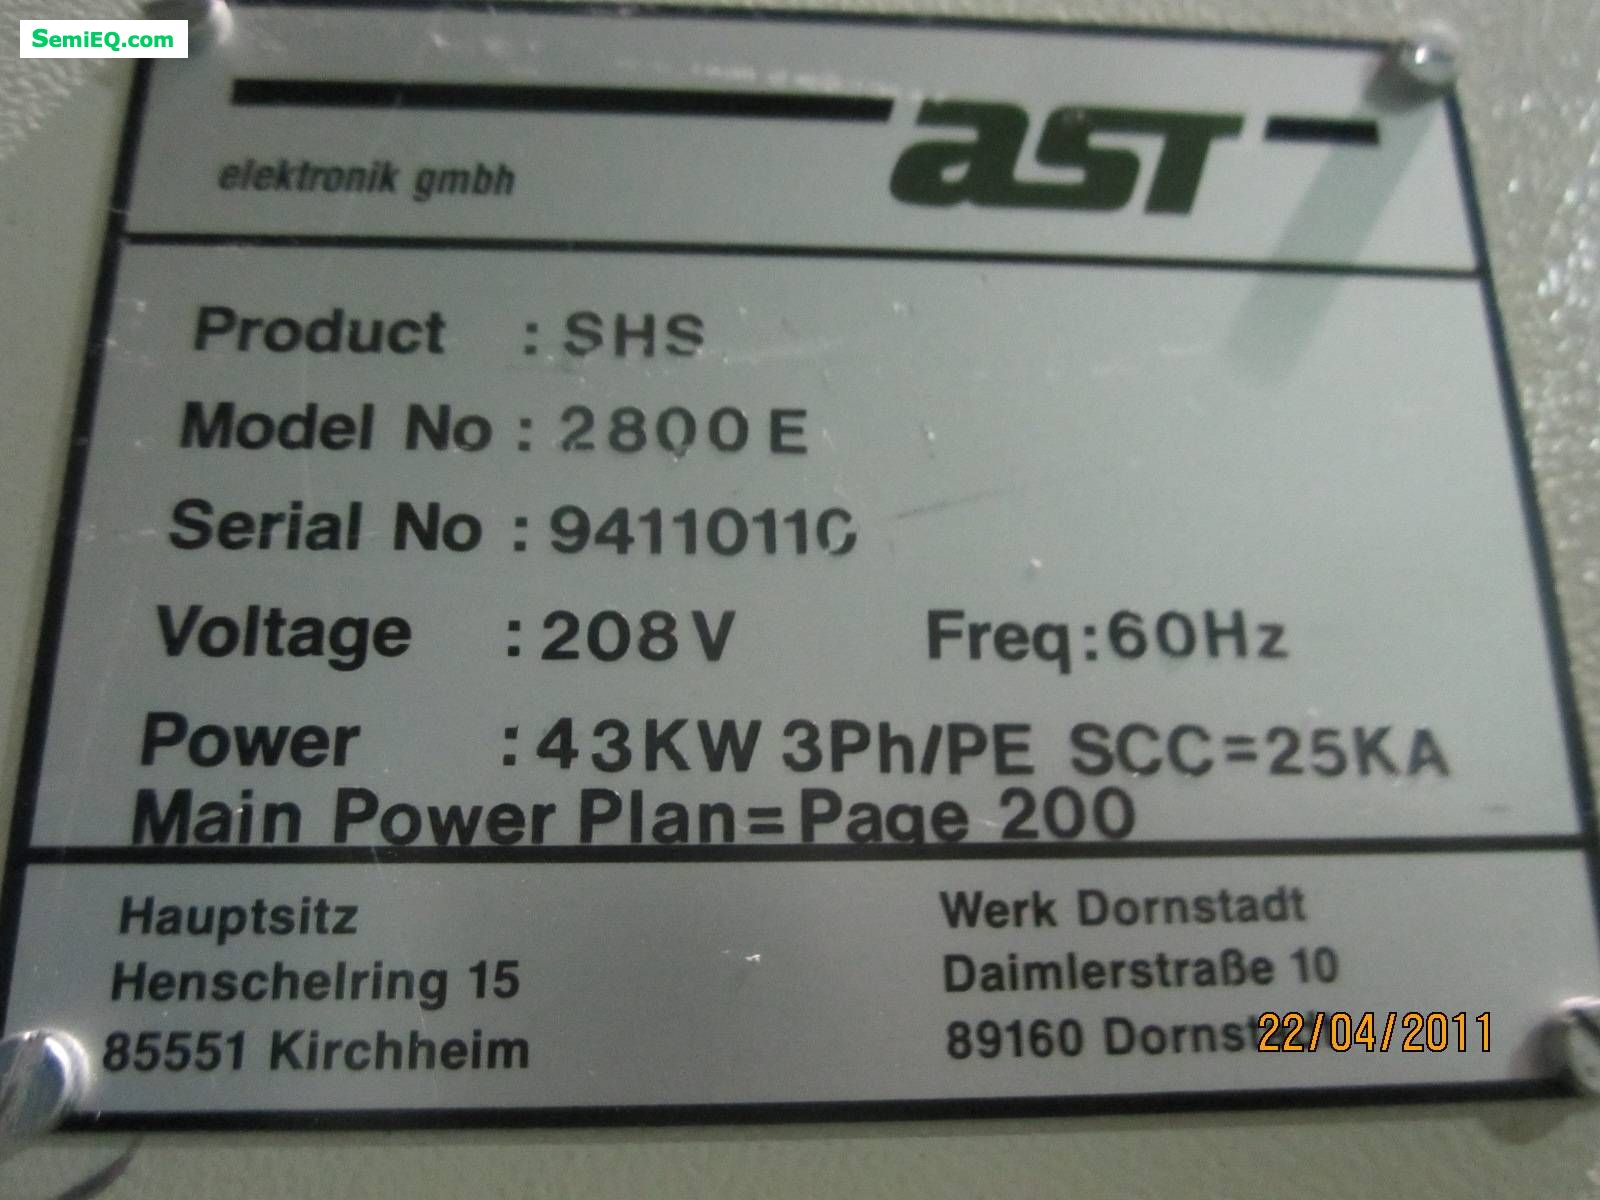 SemiEQ.com
aST
elektronik gmbh
Product : SHS
Model No : 2800E
Serial No : 94110110
Voltage : 208V Freq:60Hz
Power : 43KW 3Ph/PE SCC=25KA
Main Power Plan=Page 200
Hauptsitz
Henschelring 15
85551 Kirchheim
Werk Dornstadt
Daimlerstraße 10
89160 Dornstadt
22/04/2011